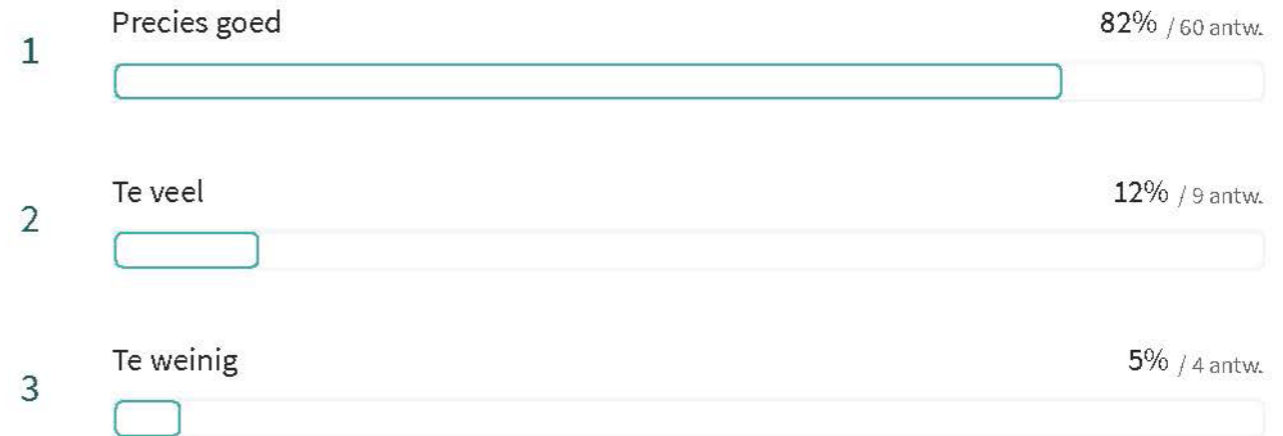 1 Precies goed 82% / 60 antw.
2 Te veel 12% / 9 antw.
3 Te weinig 5% / 4 antw.